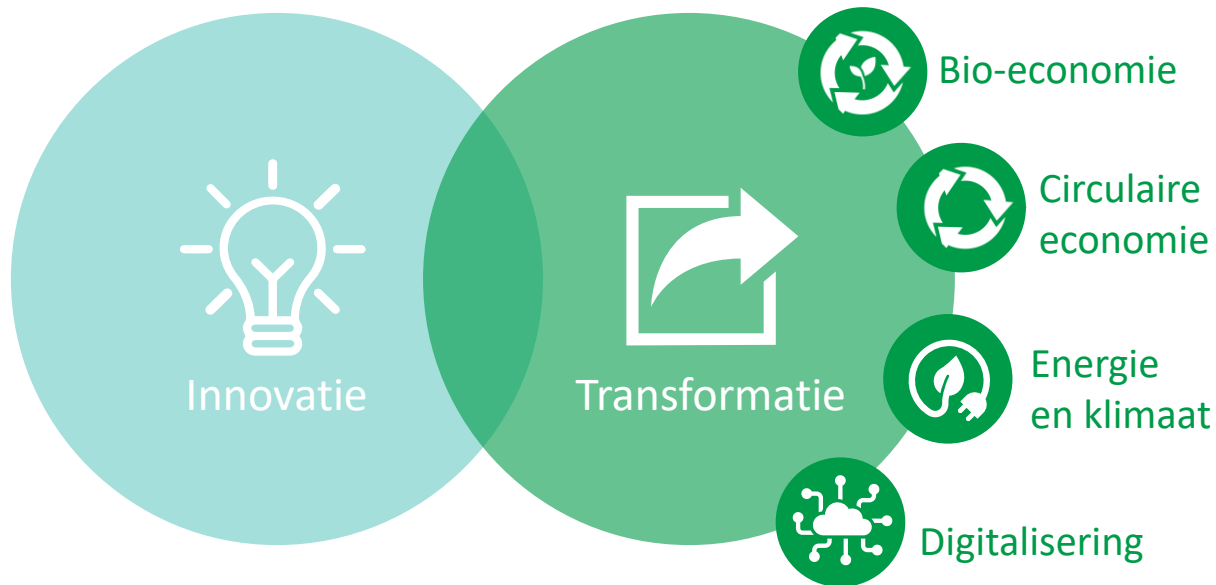 Innovatie
Transformatie
Bio-economie
Circulaire
economie
Energie
en klimaat
Digitalisering